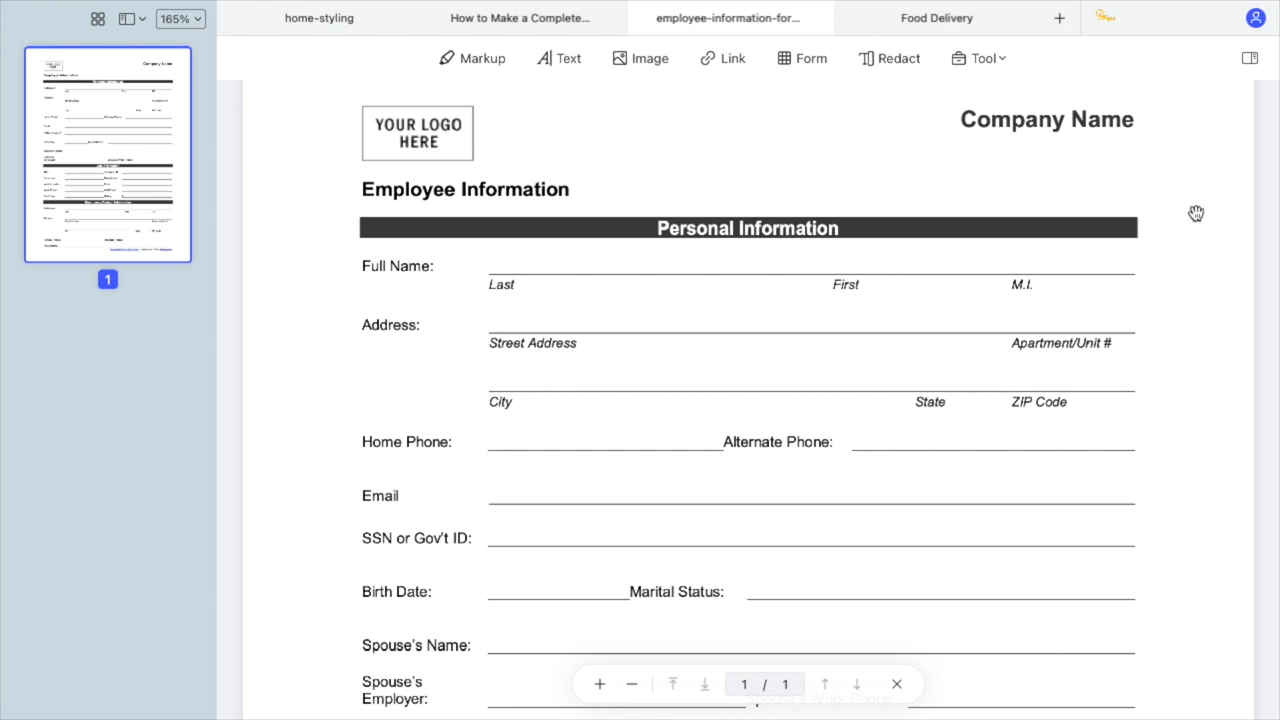 165%
home-styling
How to Make a Complete...
employee-information-for...
Food Delivery
Markup
Text
Image
Link
Form
Redact
Tool
1
YOUR LOGO
HERE
Company Name
Employee Information
Personal Information
Full Name:
Last First M.I.
Address:
Street Address Apartment/Unit #
City State ZIP Code
Home Phone: Alternate Phone:
Email
SSN or Gov't ID:
Birth Date: Marital Status:
Spouse's Name:
Spouse's
Employer:
Spouse's Work Phone
1 / 1